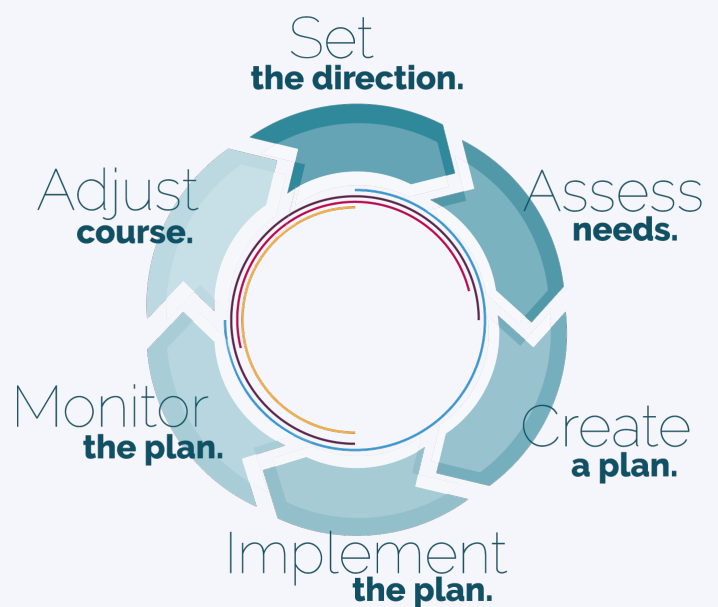 Set
the direction.
Assess
needs.
Create
a plan.
Implement
the plan.
Monitor
the plan.
Adjust
course.